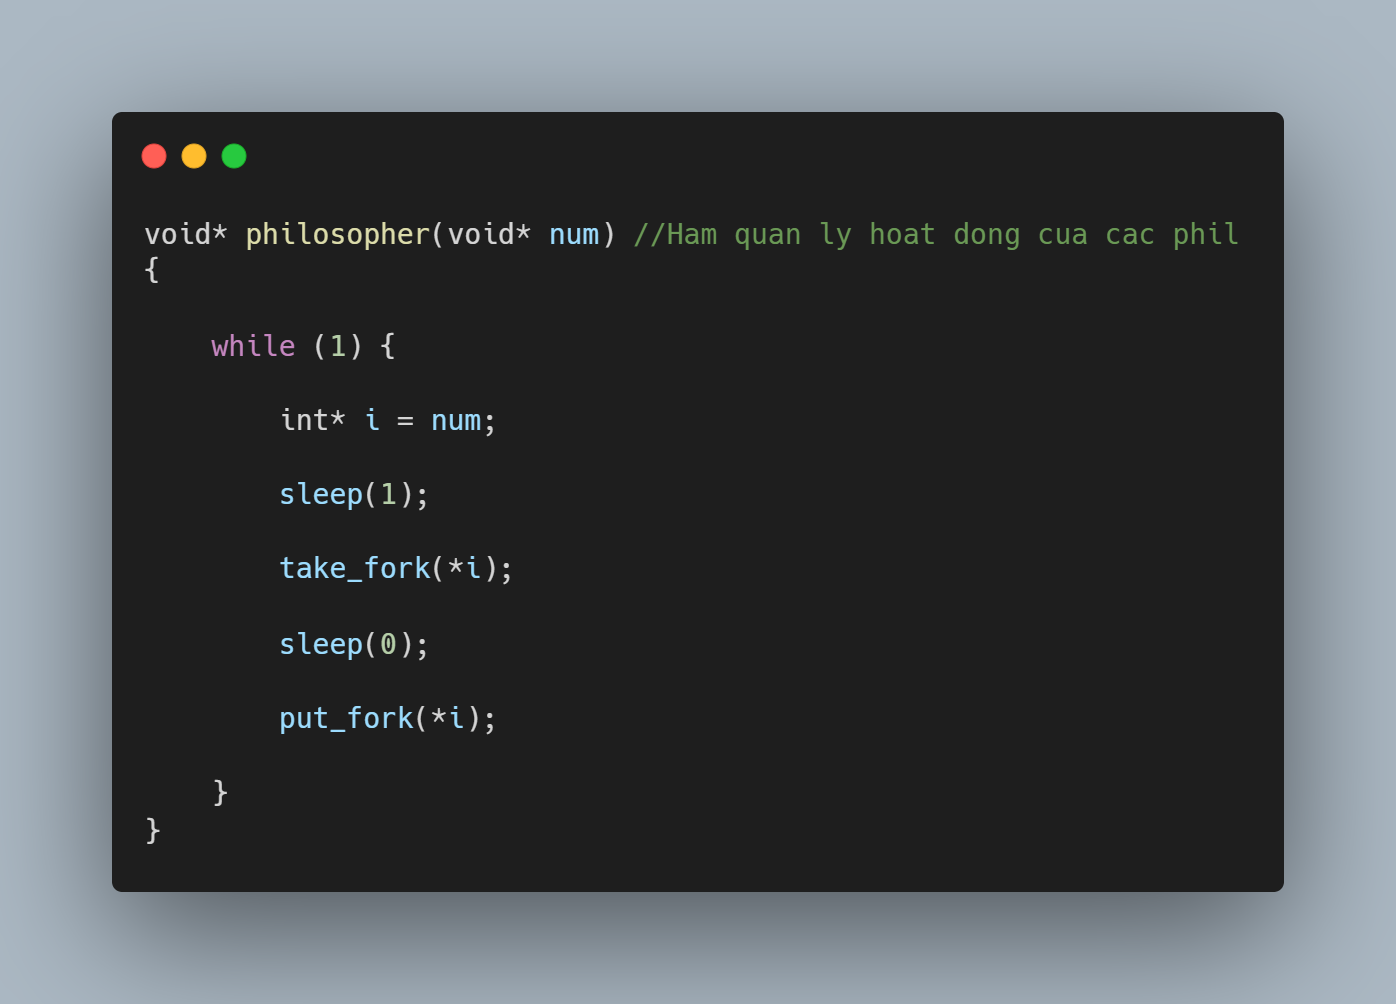 void* philosopher(void* num) //Ham quan ly hoat dong cua cac phil
{
while (1) {
int* i = num;
sleep(1);
take_fork(*i);
sleep(0);
put_fork(*i);
}
}